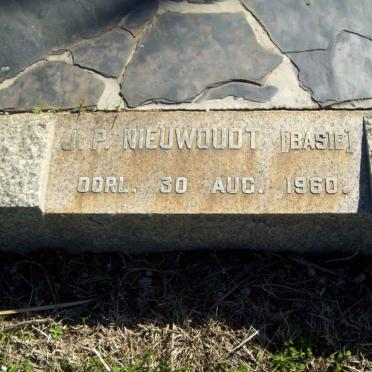 J. P. NIEUWOUDT [BASIE]
OORL. 30 AUG. 1960.